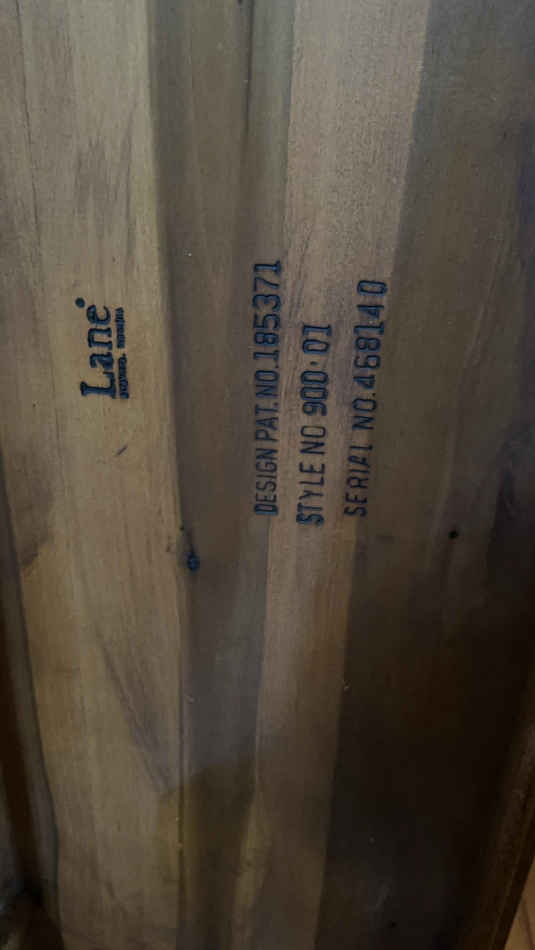 Lane
DESIGN PAT. NO. 185371
STYLE NO 900·01
SERIAL NO. 468140